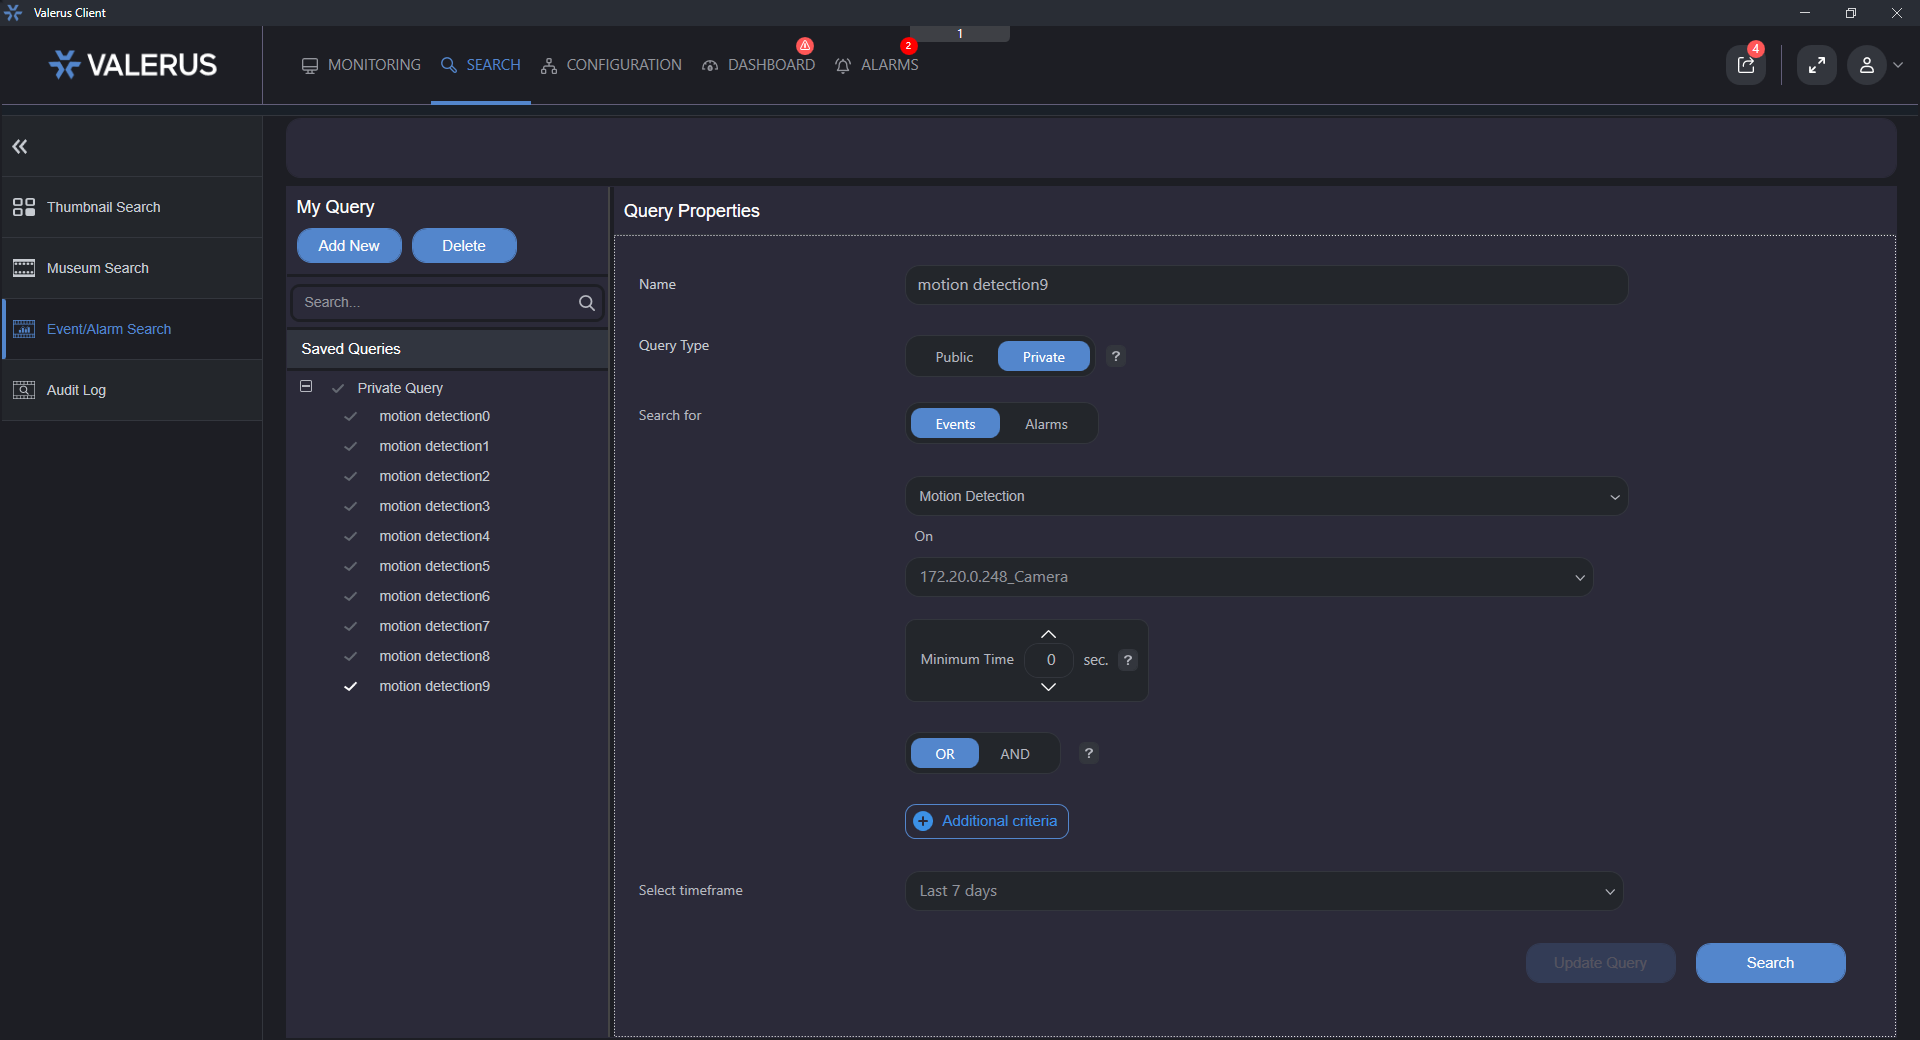 Valerus Client
VALERUS
MONITORING
SEARCH
CONFIGURATION
DASHBOARD
2
ALARMS
1
4
Thumbnail Search
Museum Search
Event/Alarm Search
Audit Log
My Query
Add New
Delete
Search...
Saved Queries
Private Query
motion detection0
motion detection1
motion detection2
motion detection3
motion detection4
motion detection5
motion detection6
motion detection7
motion detection8
motion detection9
Query Properties
Name
motion detection9
Query Type
Public
Private
?
Search for
Events
Alarms
Motion Detection
On
172.20.0.248_Camera
Minimum Time
0
sec.
?
OR
AND
?
Additional criteria
Select timeframe
Last 7 days
Update Query
Search